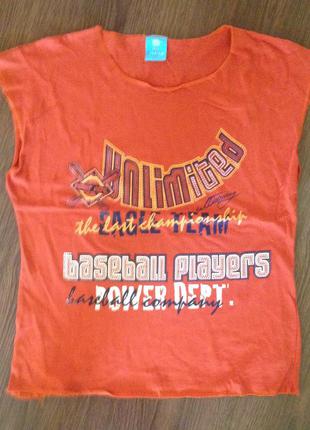 Unlimited
EAGLE TEAM
the last championship
baseball players
POWER DEPT.
baseball company